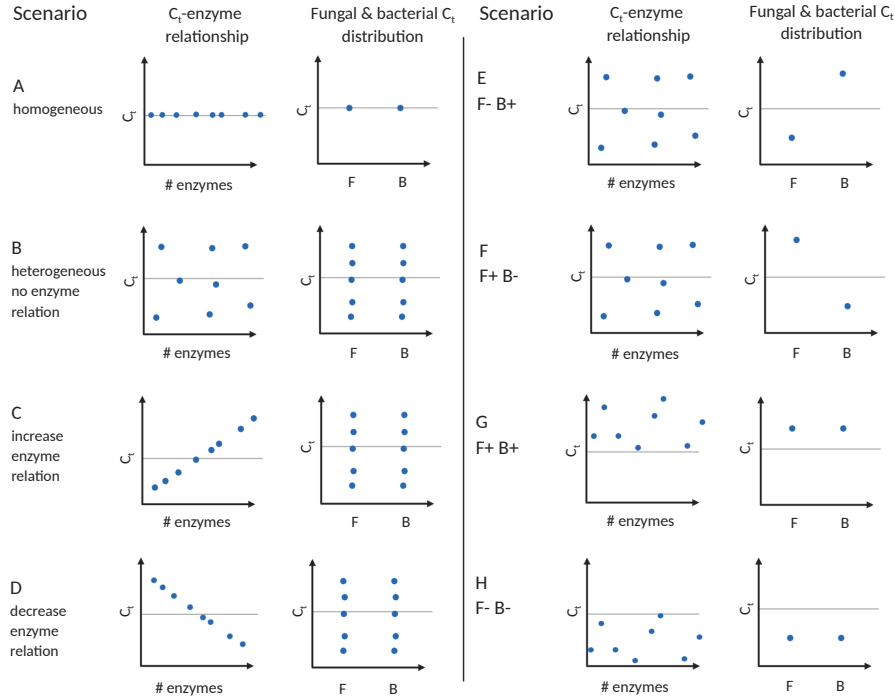 Scenario
Cₜ-enzyme
relationship
Fungal & bacterial Cₜ
distribution
A
homogeneous
Cₜ
# enzymes
Cₜ
F B
B
heterogeneous
no enzyme
relation
Cₜ
# enzymes
F B
C
increase
enzyme
relation
Cₜ
# enzymes
Cₜ
F B
D
decrease
enzyme
relation
Cₜ
# enzymes
Cₜ
F B
Scenario
Cₜ-enzyme
relationship
Fungal & bacterial Cₜ
distribution
E
F- B+
Cₜ
# enzymes
Cₜ
F B
F
F+ B-
Cₜ
# enzymes
Cₜ
F B
G
F+ B+
Cₜ
# enzymes
Cₜ
F B
H
F- B-
Cₜ
# enzymes
Cₜ
F B